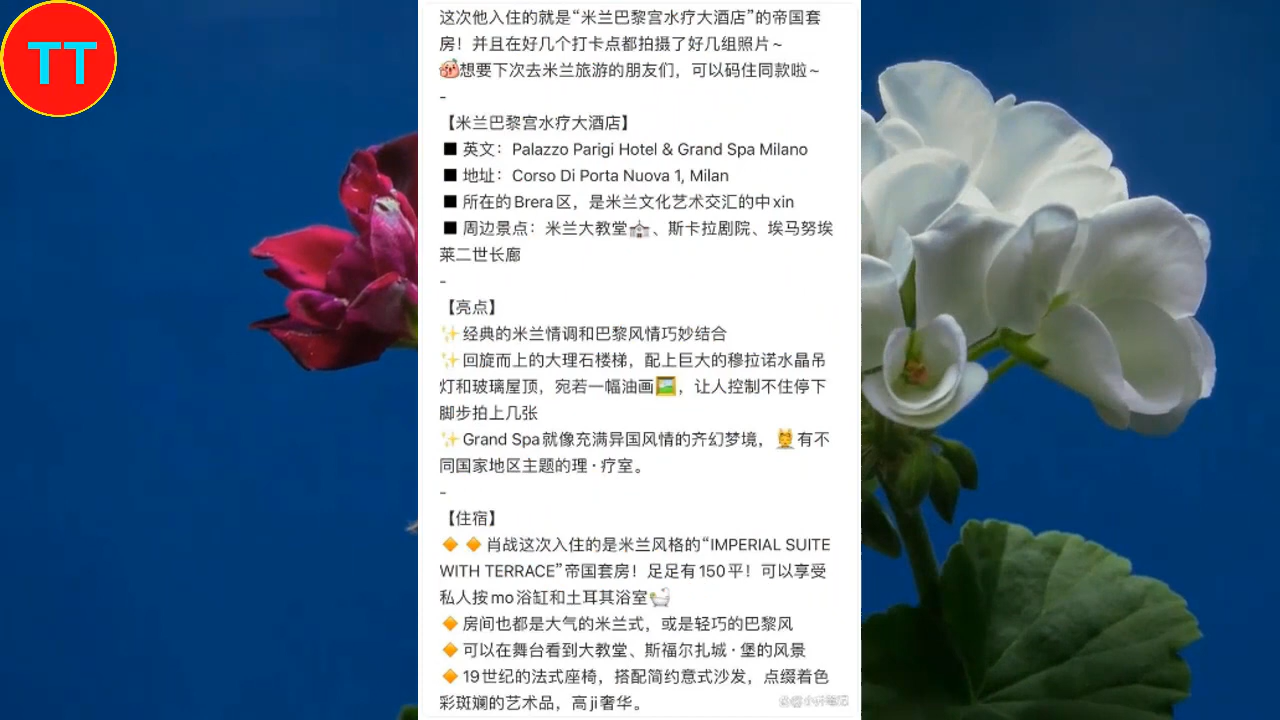 TT
这次他入住的就是“米兰巴黎宫水疗大酒店”的帝国套
房！并且在好几个打卡点都拍摄了好几组照片~
想要下次去米兰旅游的朋友们，可以码住同款啦~
-
【米兰巴黎宫水疗大酒店】
■ 英文：Palazzo Parigi Hotel & Grand Spa Milano
■ 地址：Corso Di Porta Nuova 1, Milan
■ 所在的Brera区，是米兰文化艺术交汇的中xin
■ 周边景点：米兰大教堂、斯卡拉剧院、埃马努埃
莱二世长廊
-
【亮点】
✨经典的米兰情调和巴黎风情巧妙结合
✨回旋而上的大理石楼梯，配上巨大的穆拉诺水晶吊
灯和玻璃屋顶，宛若一幅油画🖼️，让人控制不住停下
脚步拍上几张
✨Grand Spa就像充满异国风情的齐幻梦境，有不
同国家地区主题的理·疗室。
-
【住宿】
🔶🔶肖战这次入住的是米兰风格的“IMPERIAL SUITE
WITH TERRACE”帝国套房！足足有150平！可以享受
私人按mo浴缸和土耳其浴室🛁
🔶房间也都是大气的米兰式，或是轻巧的巴黎风
🔶可以在舞台看到大教堂、斯福尔扎城·堡的风景
🔶19世纪的法式座椅，搭配简约意式沙发，点缀着色
彩斑斓的艺术品，高ji奢华。